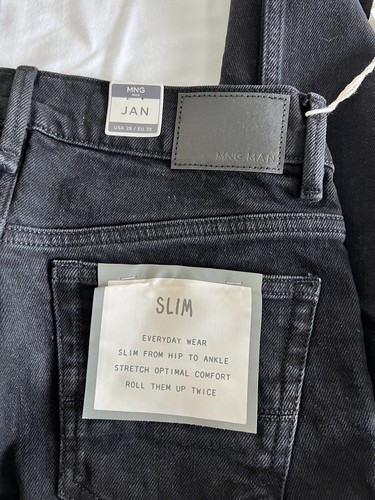 MNG
MAN
JAN
USA 28 / EU 38
MNG MAN
SLIM
EVERYDAY WEAR
SLIM FROM HIP TO ANKLE
STRETCH OPTIMAL COMFORT
ROLL THEM UP TWICE